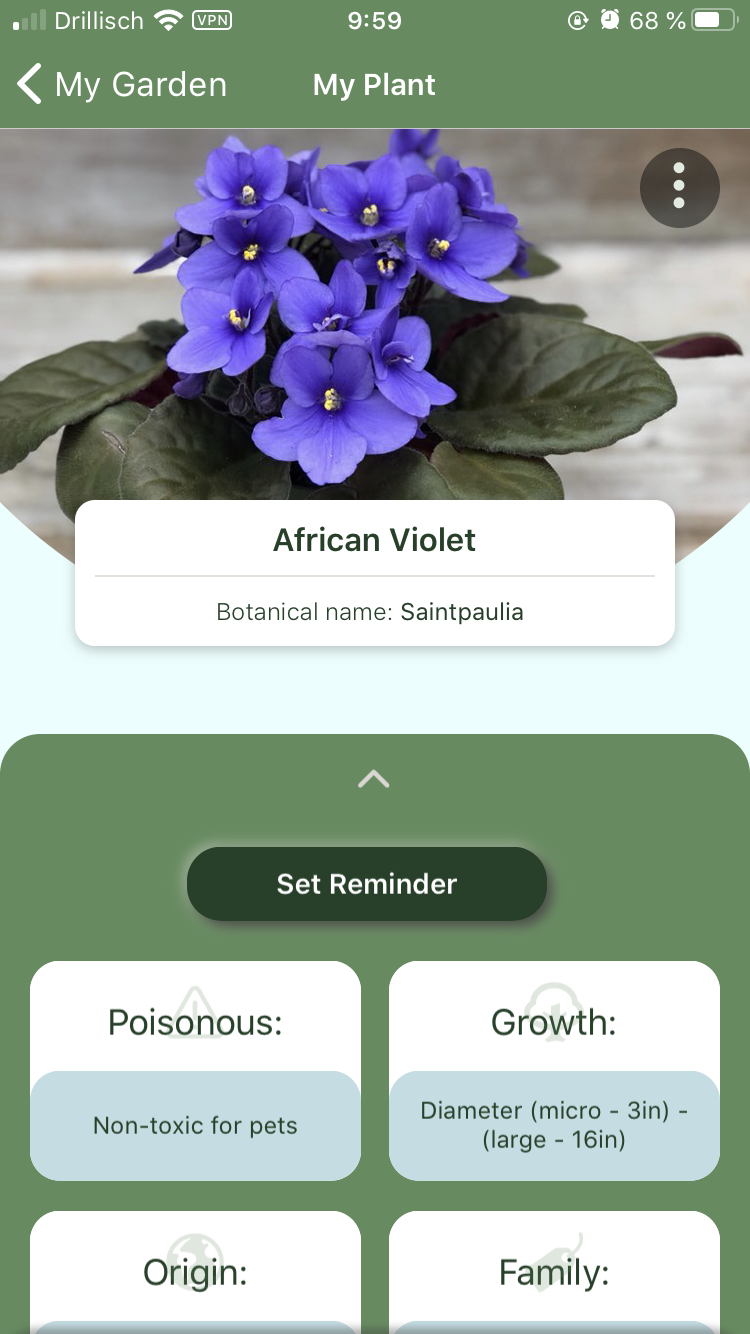 Drillisch VPN 9:59 68 %
My Garden My Plant
African Violet
Botanical name: Saintpaulia
Set Reminder
Poisonous:
Non-toxic for pets
Growth:
Diameter (micro - 3in) -
(large - 16in)
Origin:
Family: